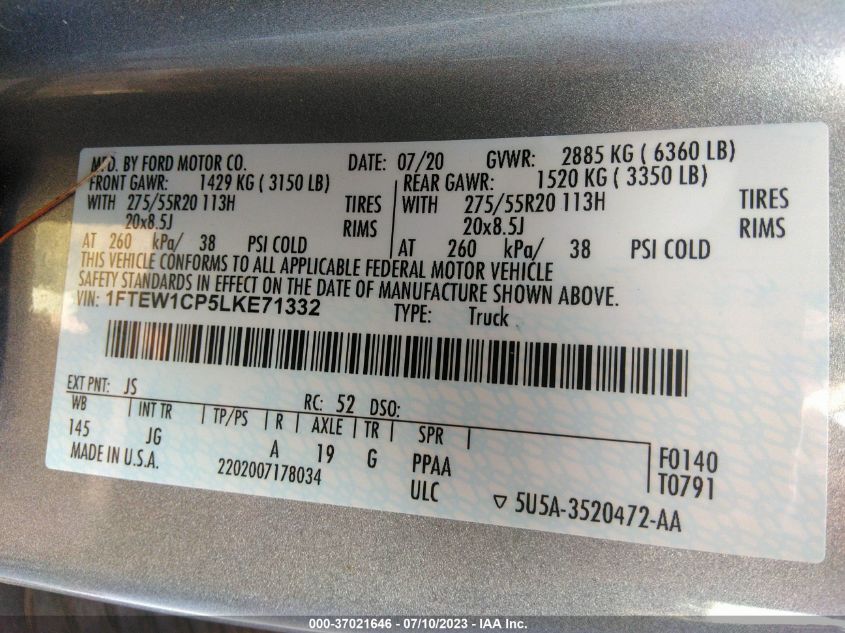 MFD. BY FORD MOTOR CO. DATE: 07/20 GVWR: 2885 KG ( 6360 LB)
FRONT GAWR: 1429 KG ( 3150 LB) REAR GAWR: 1520 KG ( 3350 LB)
WITH 275/55R20 113H TIRES WITH 275/55R20 113H TIRES
20x8.5J RIMS 20x8.5J RIMS
AT 260 kPa/ 38 PSI COLD AT 260 kPa/ 38 PSI COLD
THIS VEHICLE CONFORMS TO ALL APPLICABLE FEDERAL MOTOR VEHICLE
SAFETY STANDARDS IN EFFECT ON THE DATE OF MANUFACTURE SHOWN ABOVE.
VIN: 1FTEW1CP5LKE71332 TYPE: Truck
EXT PNT: JS RC: 52 DSO:
WB INT TR TP/PS R AXLE TR SPR
145 JG A 19 G PPAA F0140
MADE IN U.S.A. 2202007178034 ULC T0791
▽ 5U5A-3520472-AA
000-37021646 - 07/10/2023 - IAA Inc.